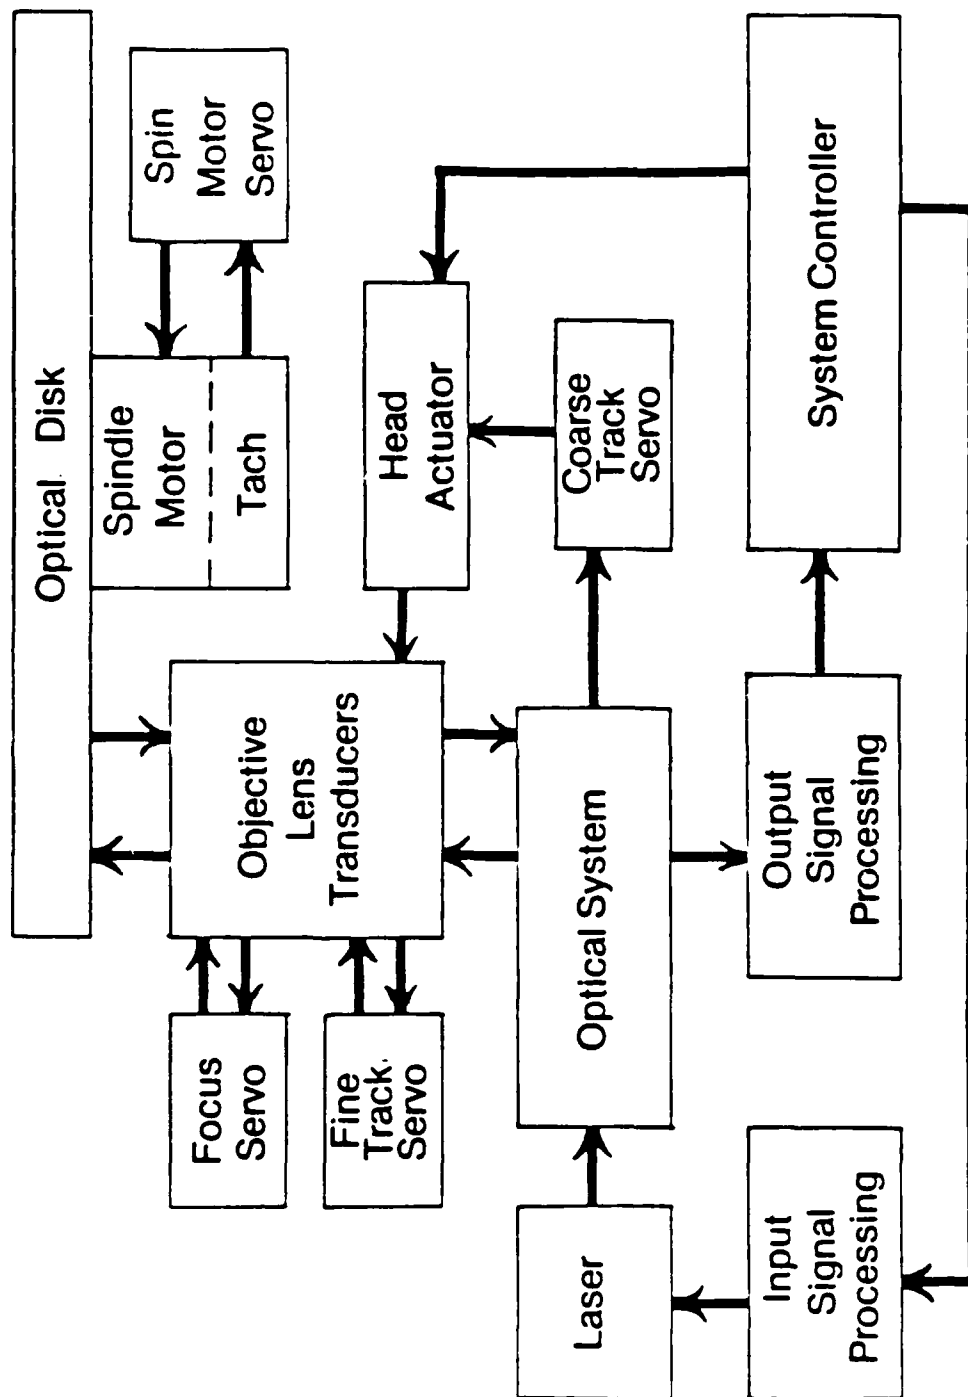 Optical Disk
Spindle
Motor
Tach
Spin
Motor
Servo
Focus
Servo
Objective
Lens
Transducers
Head
Actuator
Fine
Track
Servo
Coarse
Track
Servo
Laser
Optical System
Input
Signal
Processing
Output
Signal
Processing
System Controller